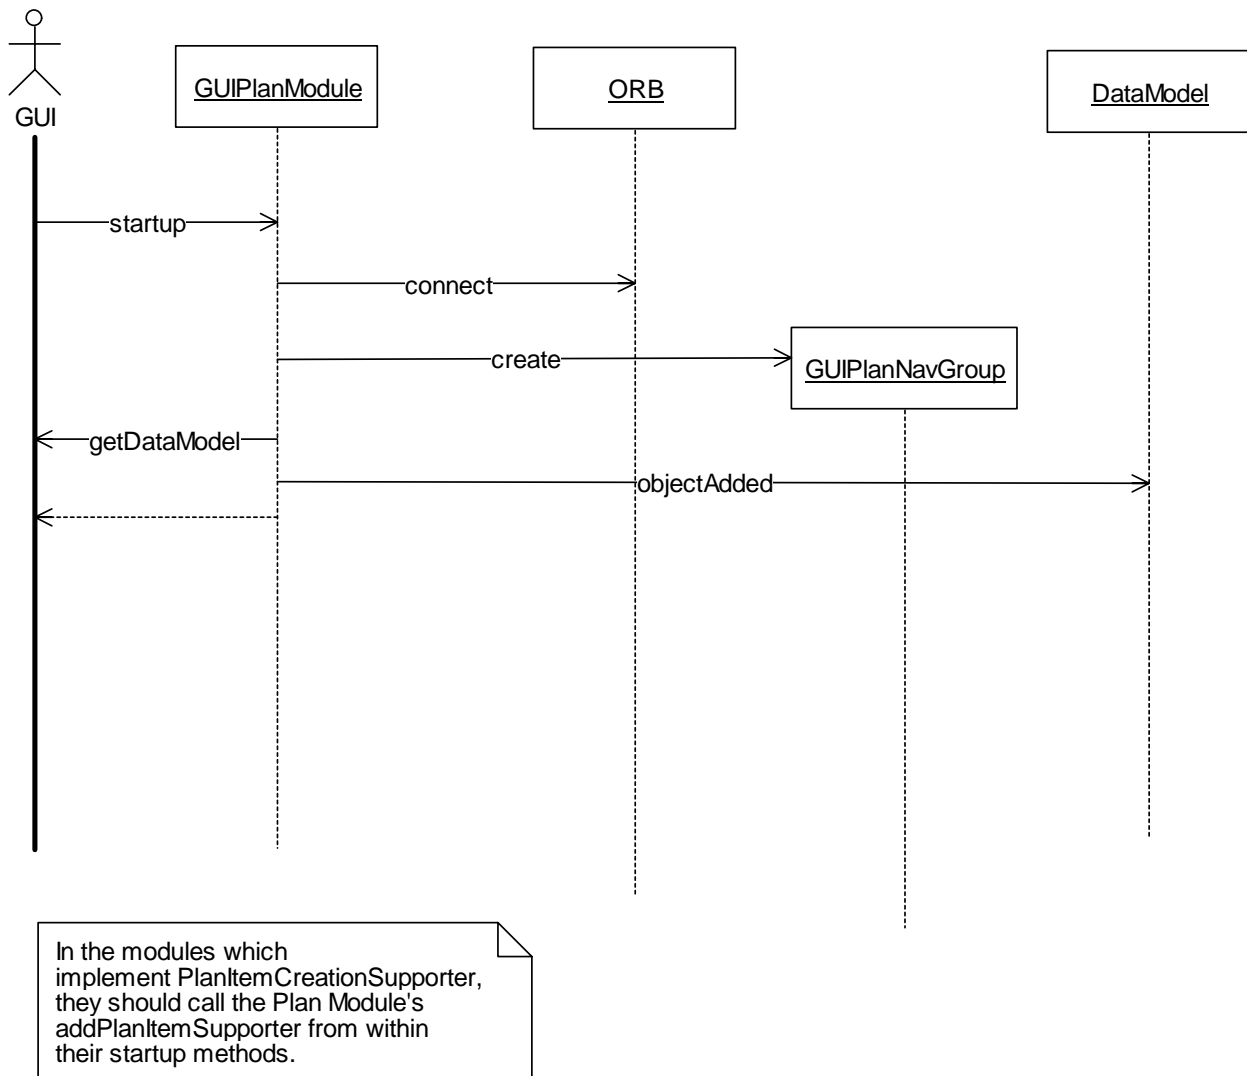 GUI
GUIPlanModule
ORB
DataModel
startup
connect
create
GUIPlanNavGroup
getDataModel
objectAdded
In the modules which
implement PlanItemCreationSupporter,
they should call the Plan Module's
addPlanItemSupporter from within
their startup methods.